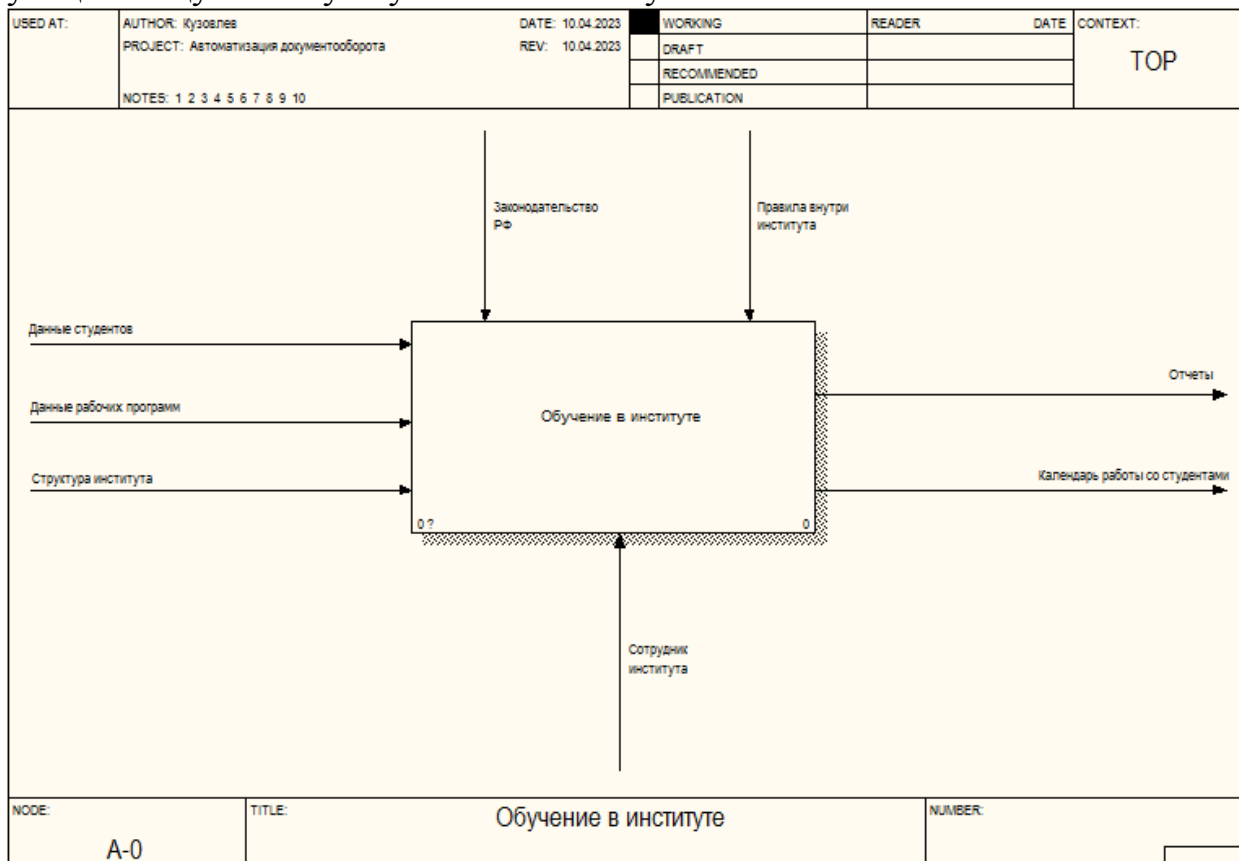 USED AT:
AUTHOR: Кузовлев
DATE: 10.04.2023
PROJECT: Автоматизация документооборота
REV: 10.04.2023
NOTES: 1 2 3 4 5 6 7 8 9 10
WORKING
DRAFT
RECOMMENDED
PUBLICATION
READER
DATE
CONTEXT:
TOP
Законодательство
РФ
Правила внутри
института
Данные студентов
Данные рабочих программ
Структура института
Обучение в институте
0 ?
0
Отчеты
Календарь работы со студентами
Сотрудник
института
NODE:
A-0
TITLE:
Обучение в институте
NUMBER: